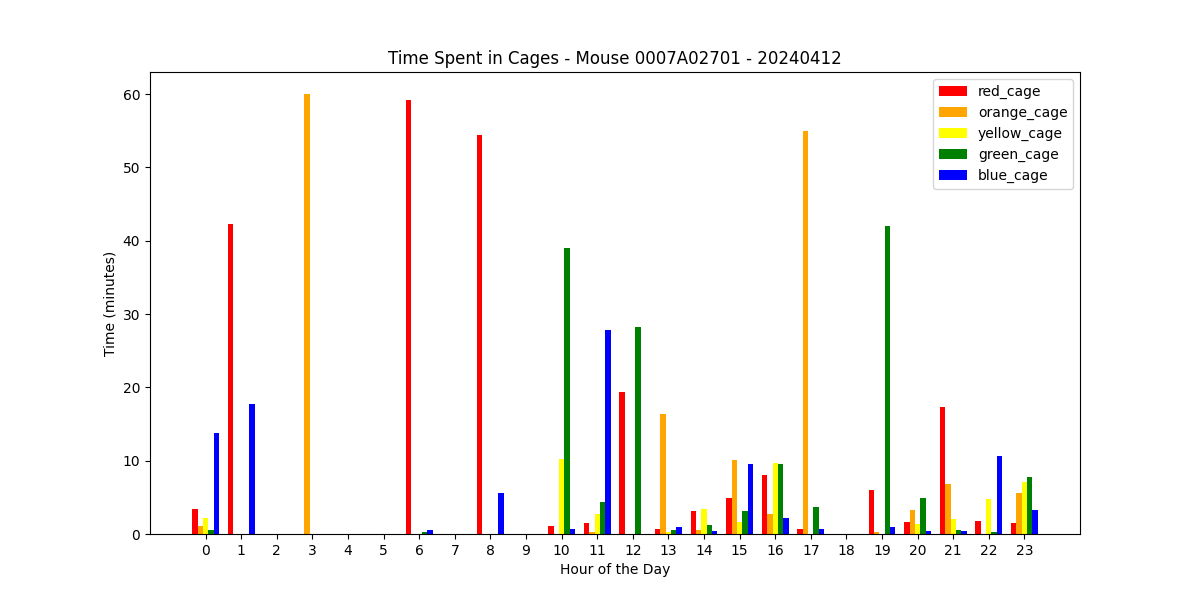 Time Spent in Cages - Mouse 0007A02701 - 20240412
red_cage
orange_cage
yellow_cage
green_cage
blue_cage
Time (minutes)
60
50
40
30
20
10
0
0 1 2 3 4 5 6 7 8 9 10 11 12 13 14 15 16 17 18 19 20 21 22 23
Hour of the Day